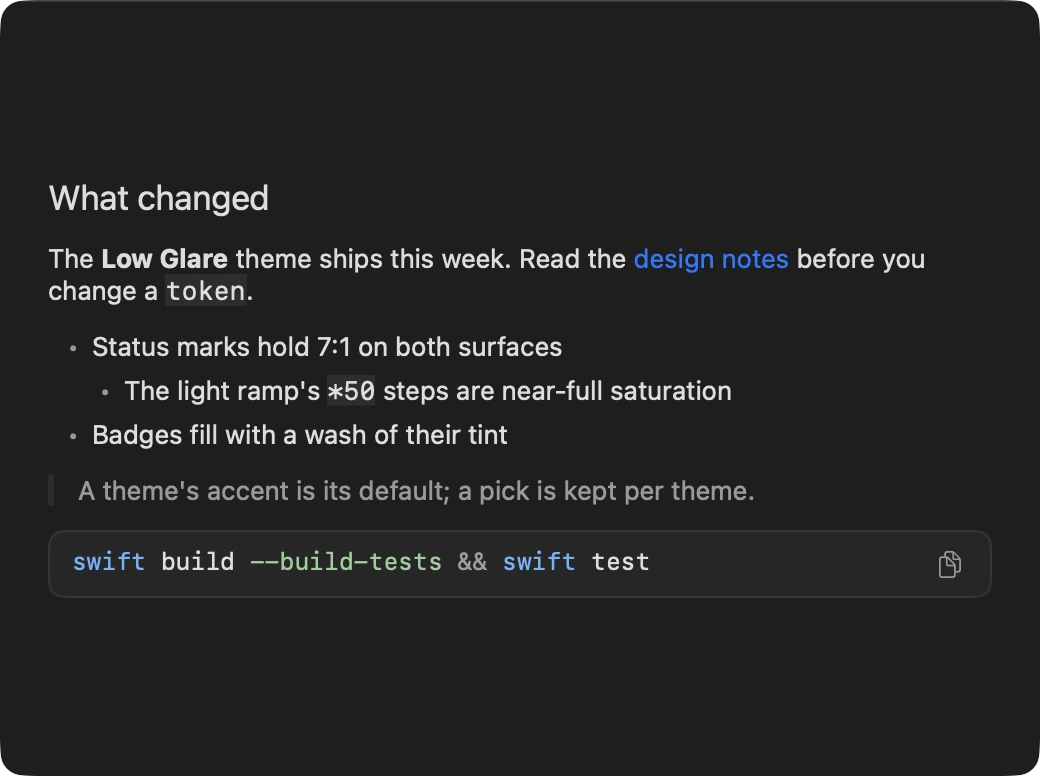 What changed
The Low Glare theme ships this week. Read the design notes before you
change a token.
• Status marks hold 7:1 on both surfaces
• The light ramp's *50 steps are near-full saturation
• Badges fill with a wash of their tint
A theme's accent is its default; a pick is kept per theme.
swift build --build-tests && swift test